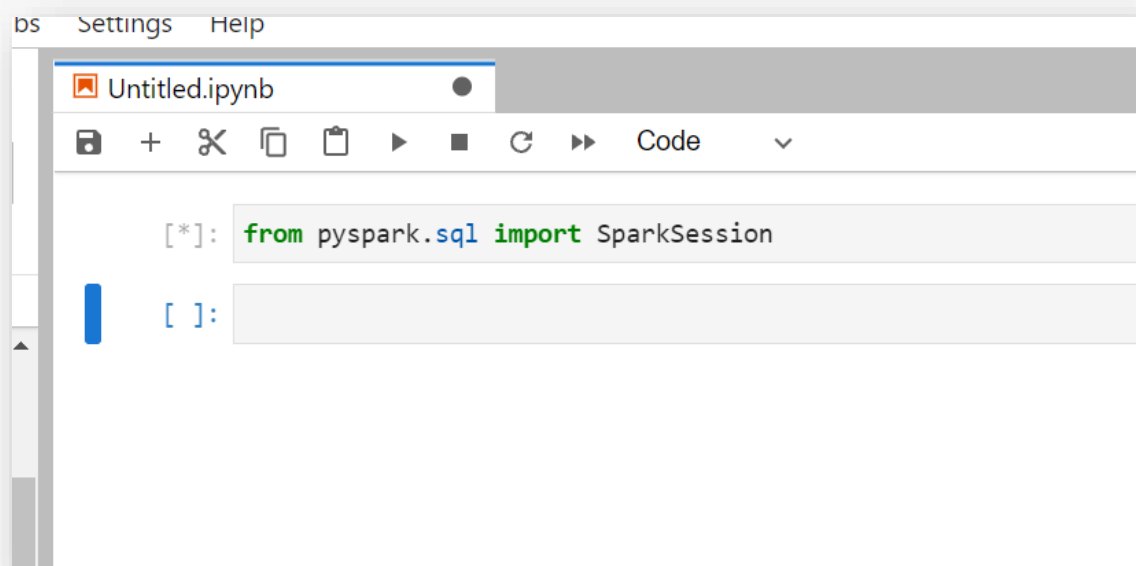 bs Settings Help
Untitled.ipynb
Code
[*]: from pyspark.sql import SparkSession
[ ]: